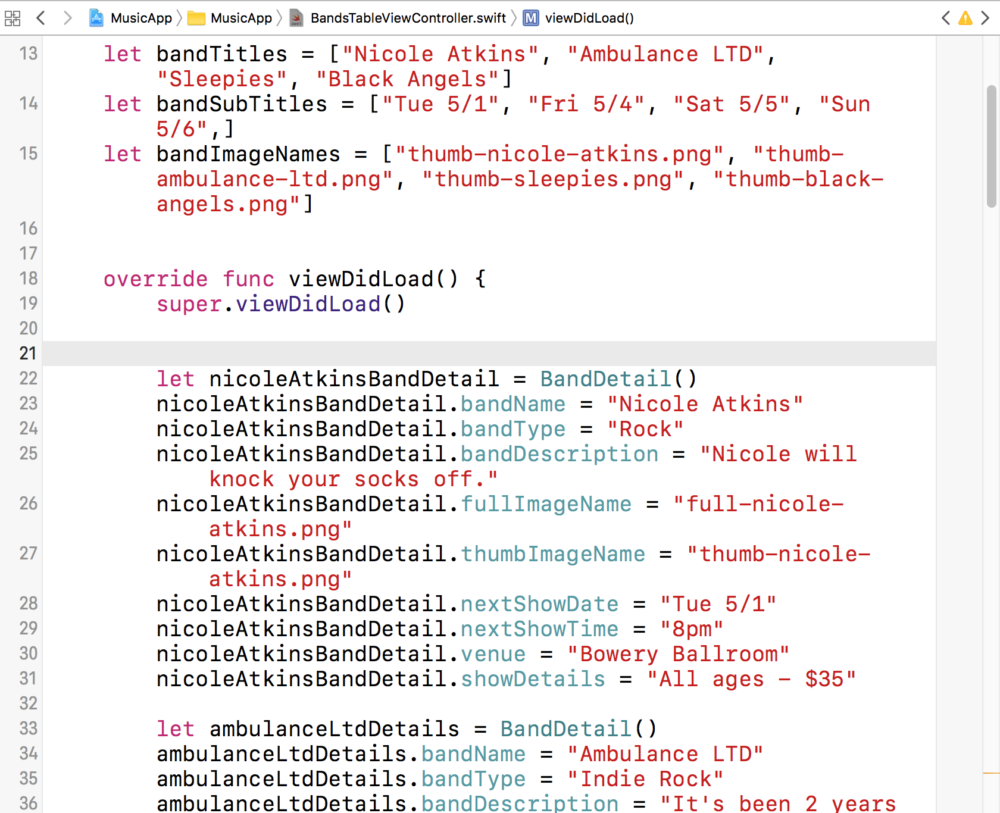 MusicApp MusicApp BandsTableViewController.swift M viewDidLoad()
13 let bandTitles = ["Nicole Atkins", "Ambulance LTD",
"Sleepies", "Black Angels"]
14 let bandSubTitles = ["Tue 5/1", "Fri 5/4", "Sat 5/5", "Sun
5/6",]
15 let bandImageNames = ["thumb-nicole-atkins.png", "thumb-
ambulance-ltd.png", "thumb-sleepies.png", "thumb-black-
angels.png"]
16
17
18 override func viewDidLoad() {
19 super.viewDidLoad()
20
21
22 let nicoleAtkinsBandDetail = BandDetail()
23 nicoleAtkinsBandDetail.bandName = "Nicole Atkins"
24 nicoleAtkinsBandDetail.bandType = "Rock"
25 nicoleAtkinsBandDetail.bandDescription = "Nicole will
knock your socks off."
26 nicoleAtkinsBandDetail.fullImageName = "full-nicole-
atkins.png"
27 nicoleAtkinsBandDetail.thumbImageName = "thumb-nicole-
atkins.png"
28 nicoleAtkinsBandDetail.nextShowDate = "Tue 5/1"
29 nicoleAtkinsBandDetail.nextShowTime = "8pm"
30 nicoleAtkinsBandDetail.venue = "Bowery Ballroom"
31 nicoleAtkinsBandDetail.showDetails = "All ages - $35"
32
33 let ambulanceLtdDetails = BandDetail()
34 ambulanceLtdDetails.bandName = "Ambulance LTD"
35 ambulanceLtdDetails.bandType = "Indie Rock"
36 ambulanceLtdDetails.bandDescription = "It's been 2 years